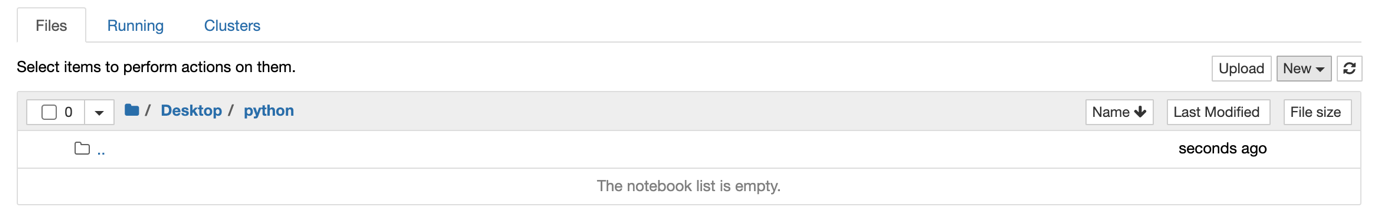 Files Running Clusters
Select items to perform actions on them. Upload New
0 / Desktop / python Name Last Modified File size
.. seconds ago
The notebook list is empty.